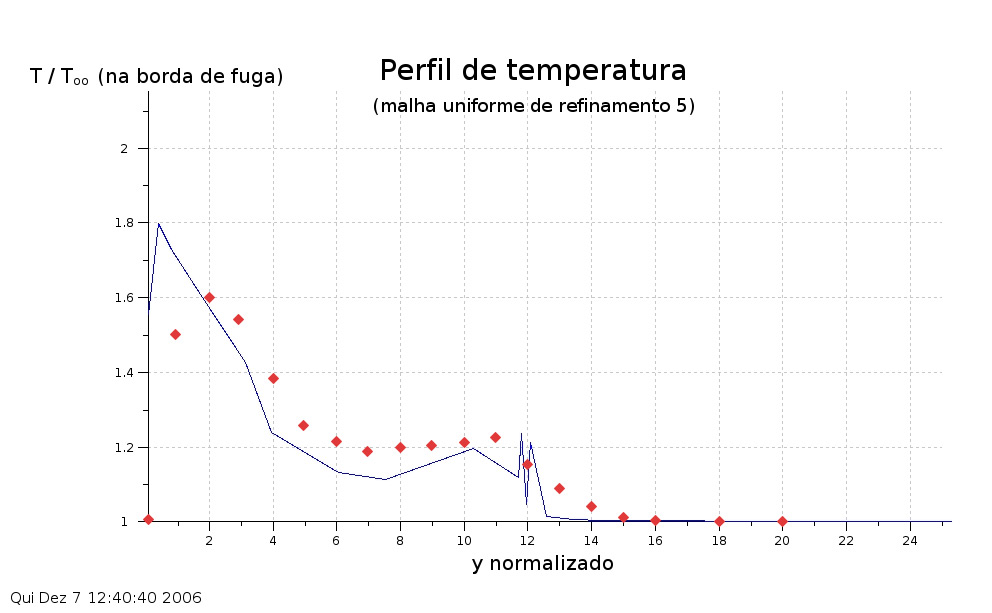 Perfil de temperatura
T / Too (na borda de fuga)
(malha uniforme de refinamento 5)
2
1.8
1.6
1.4
1.2
1
2 4 6 8 10 12 14 16 18 20 22 24
y normalizado
Qui Dez 7 12:40:40 2006